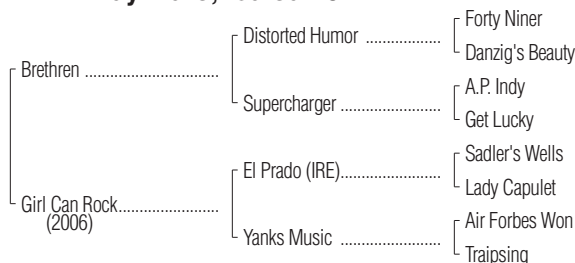 Forty Niner
Distorted Humor ....................
Danzig's Beauty
Brethren ....................................
A.P. Indy
Supercharger ..........................
Get Lucky
Sadler's Wells
El Prado (IRE)..........................
Lady Capulet
Girl Can Rock...........................
(2006)
Air Forbes Won
Yanks Music ..........................
Traipsing